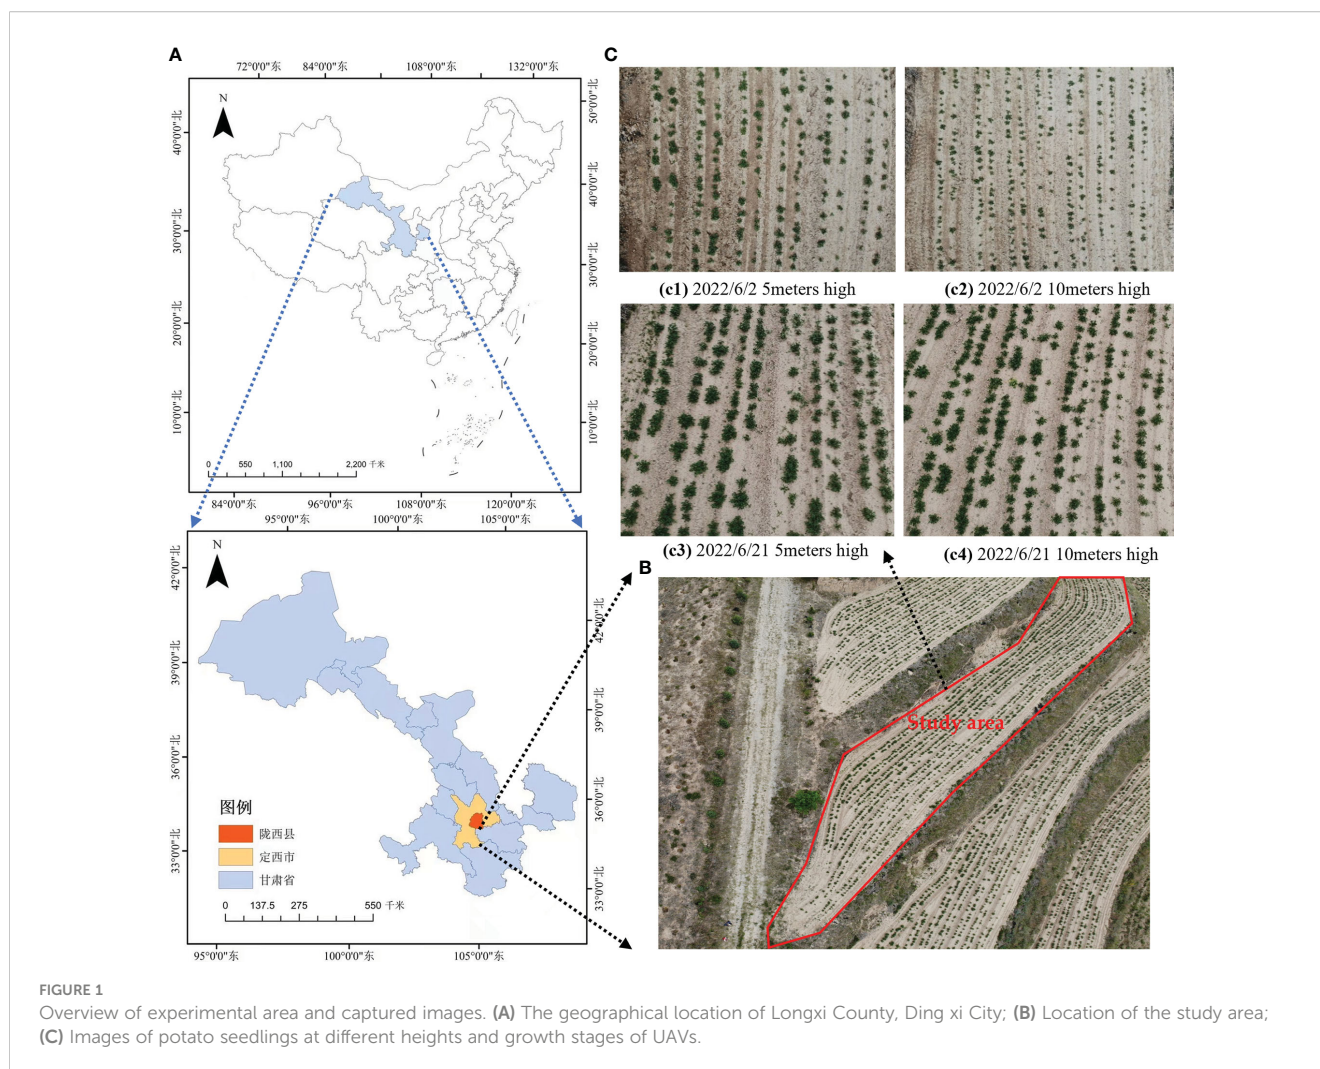 A
72°0'0"东 84°0'0"东 108°0'0"东 132°0'0"东
N
40°0'0"北
30°0'0"北
20°0'0"北
10°0'0"北
50°0'0"北
40°0'0"北
30°0'0"北
20°0'0"北
10°0'0"北
0 550 1,100 2,200 千米
84°0'0"东 96°0'0"东 108°0'0"东 120°0'0"东
95°0'0"东 100°0'0"东 105°0'0"东
N
42°0'0"北
39°0'0"北
36°0'0"北
33°0'0"北
42°0'0"北
39°0'0"北
36°0'0"北
33°0'0"北
图例
陇西县
定西市
甘肃省
0 137.5 275 550 千米
95°0'0"东 100°0'0"东 105°0'0"东
C
(c1) 2022/6/2 5meters high
(c2) 2022/6/2 10meters high
(c3) 2022/6/21 5meters high
(c4) 2022/6/21 10meters high
B
Study area
FIGURE 1
Overview of experimental area and captured images. (A) The geographical location of Longxi County, Ding xi City; (B) Location of the study area;
(C) Images of potato seedlings at different heights and growth stages of UAVs.